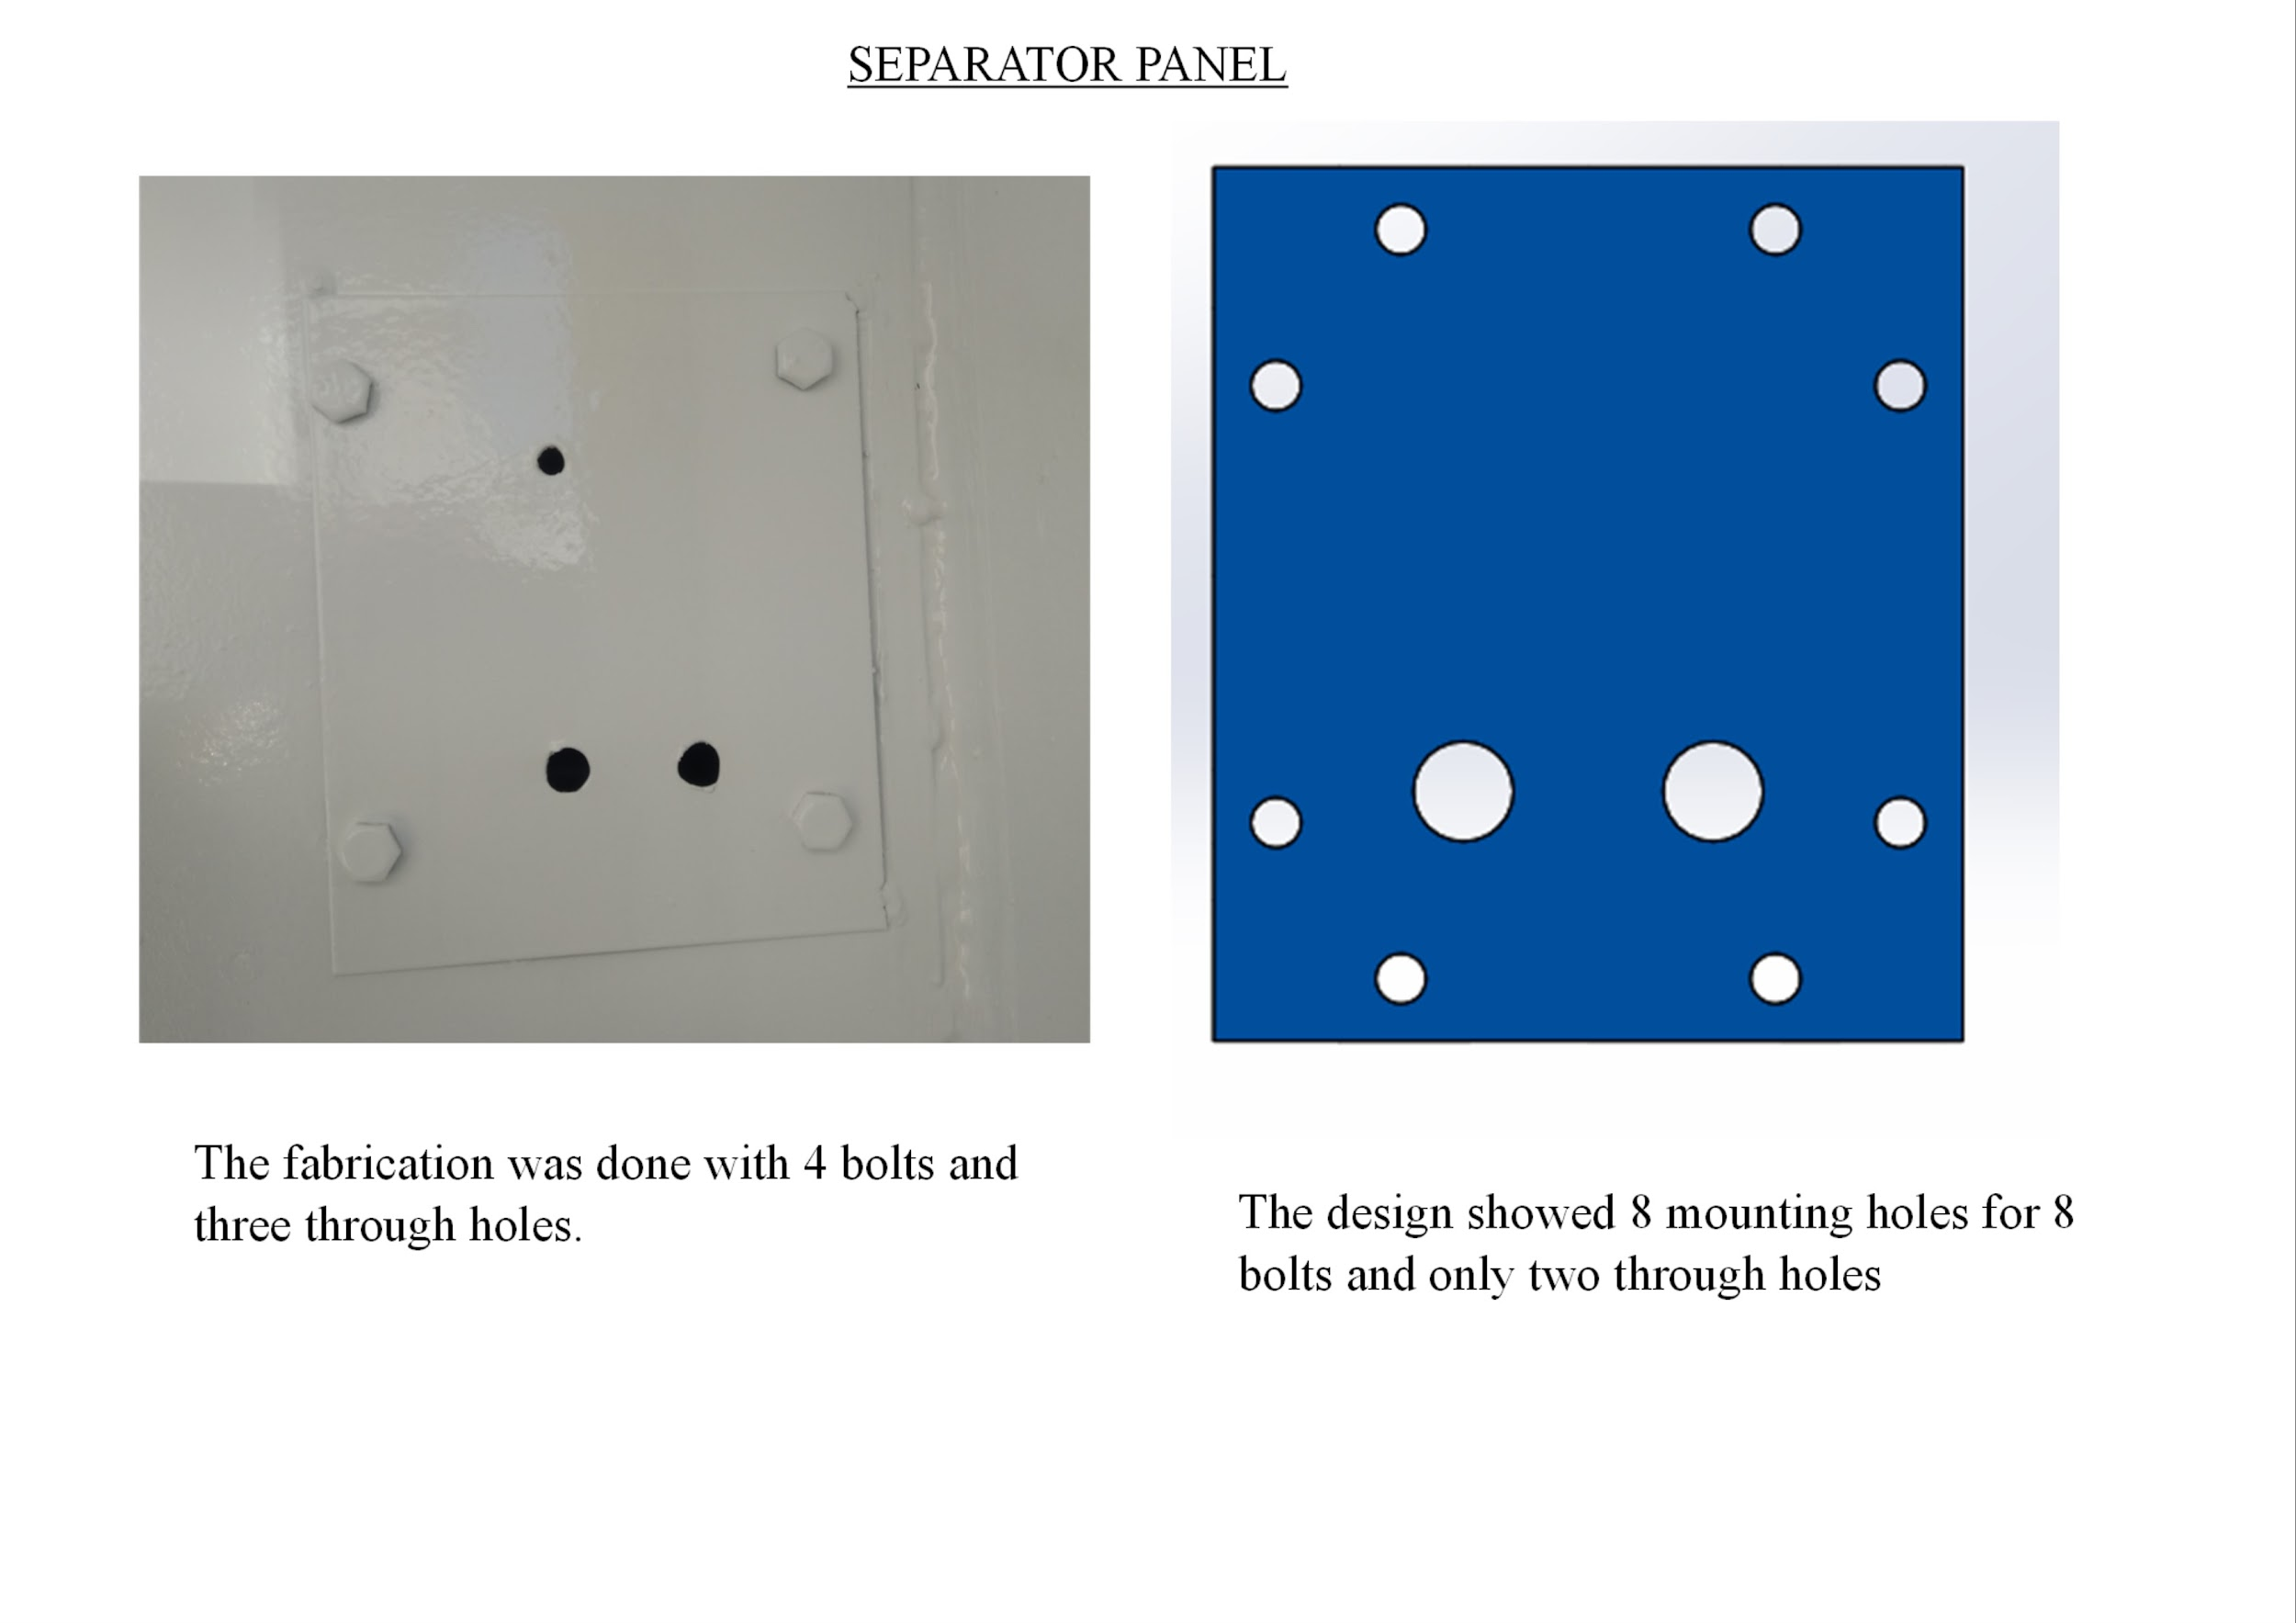 SEPARATOR PANEL
The fabrication was done with 4 bolts and
three through holes.
The design showed 8 mounting holes for 8
bolts and only two through holes